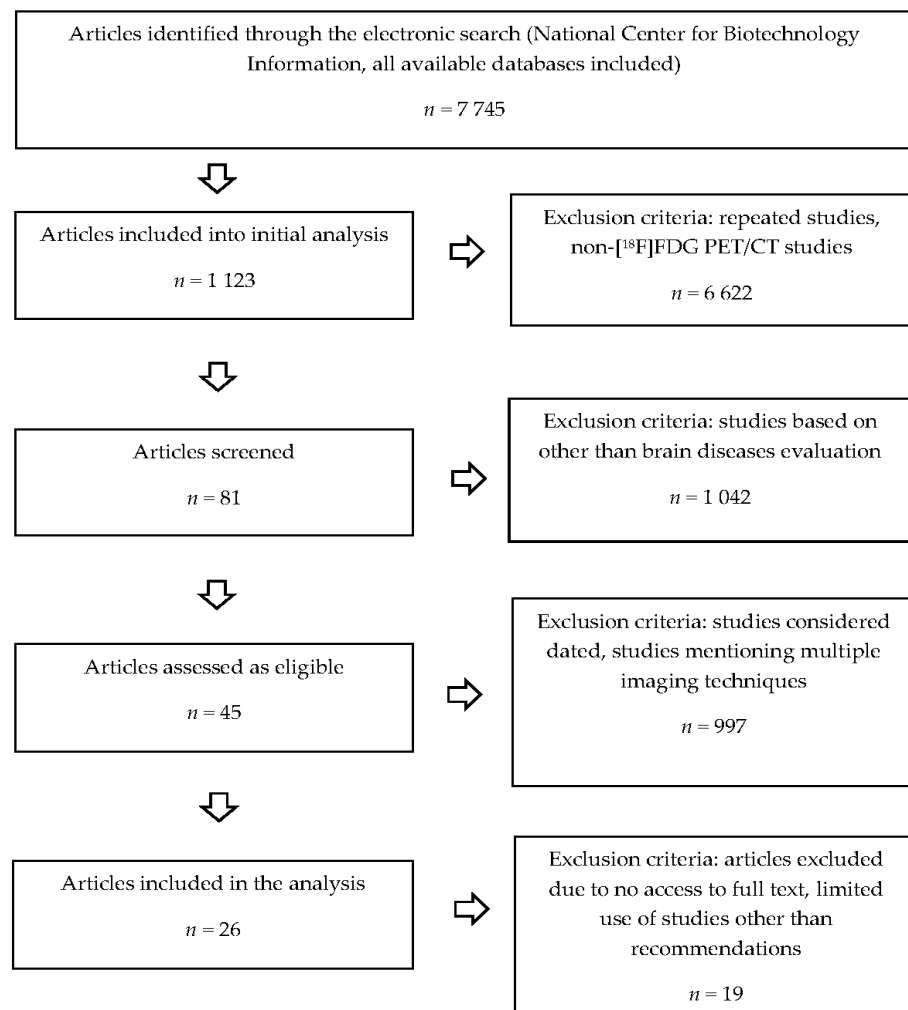 Articles identified through the electronic search (National Center for Biotechnology
Information, all available databases included)
n = 7 745
Articles included into initial analysis
n = 1 123
Exclusion criteria: repeated studies,
non-[¹⁸F]FDG PET/CT studies
n = 6 622
Articles screened
n = 81
Exclusion criteria: studies based on
other than brain diseases evaluation
n = 1 042
Articles assessed as eligible
n = 45
Exclusion criteria: studies considered
dated, studies mentioning multiple
imaging techniques
n = 997
Articles included in the analysis
n = 26
Exclusion criteria: articles excluded
due to no access to full text, limited
use of studies other than
recommendations
n = 19